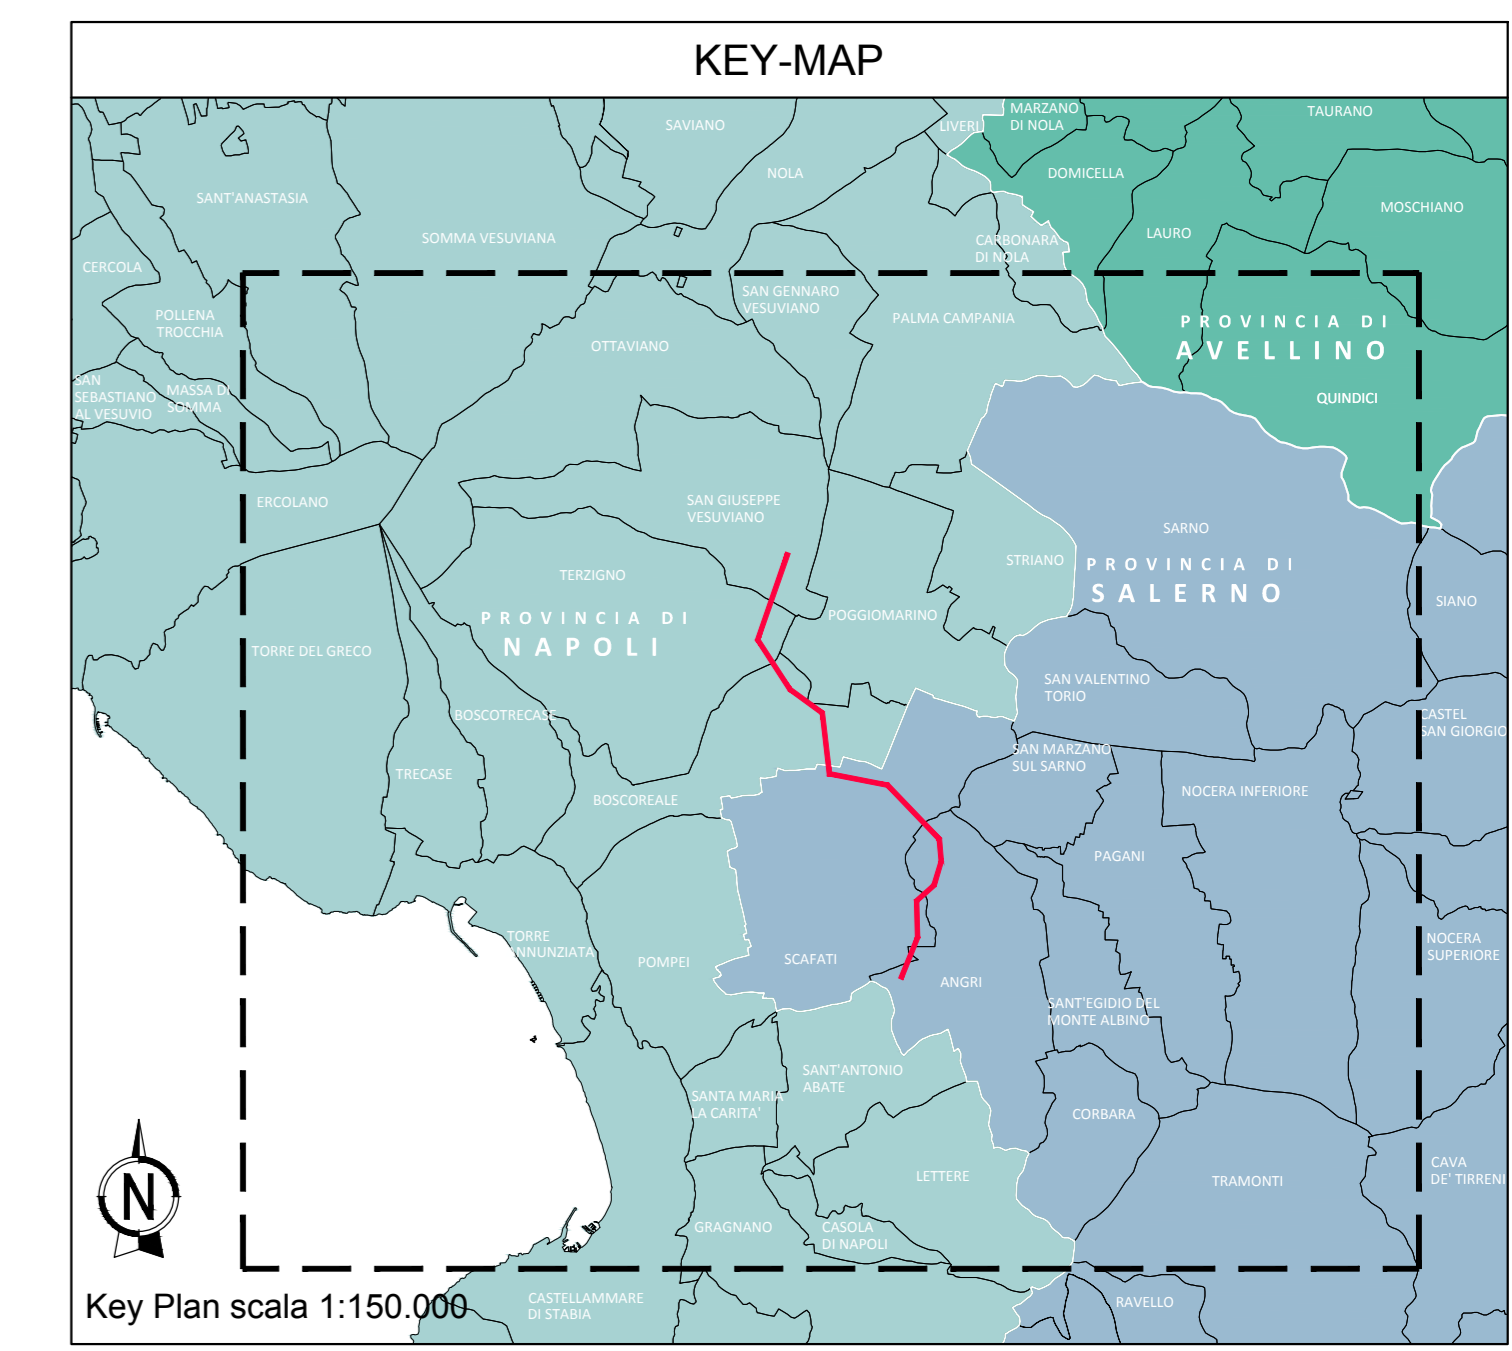 KEY-MAP
SAVIANO
LIVERI
MARZANO
DI NOLA
TAURANO
NOLA
DOMICELLA
SANT'ANASTASIA
MOSCHIANO
SOMMA VESUVIANA
LAURO
CARBONARA
DI NOLA
CERCOLA
SAN GENNARO
VESUVIANO
POLLENA
TROCCHIA
PALMA CAMPANIA
PROVINCIA DI
AVELLINO
OTTAVIANO
SAN
SEBASTIANO
AL VESUVIO
MASSA DI
SOMMA
QUINDICI
ERCOLANO
SAN GIUSEPPE
VESUVIANO
SARNO
STRIANO
PROVINCIA DI
SALERNO
TERZIGNO
SIANO
PROVINCIA DI
NAPOLI
POGGIOMARINO
TORRE DEL GRECO
SAN VALENTINO
TORIO
BOSCOTRECASE
CASTEL
SAN GIORGIO
SAN MARZANO
SUL SARNO
TRECASE
BOSCOREALE
NOCERA INFERIORE
PAGANI
TORRE
ANNUNZIATA
POMPEI
SCAFATI
NOCERA
SUPERIORE
ANGRI
SANT'EGIDIO DEL
MONTE ALBINO
SANT'ANTONIO
ABATE
SANTA MARIA
LA CARITA'
CORBARA
LETTERE
TRAMONTI
CAVA
DE' TIRRENI
N
GRAGNANO
CASOLA
DI NAPOLI
CASTELLAMMARE
DI STABIA
RAVELLO
Key Plan scala 1:150.000